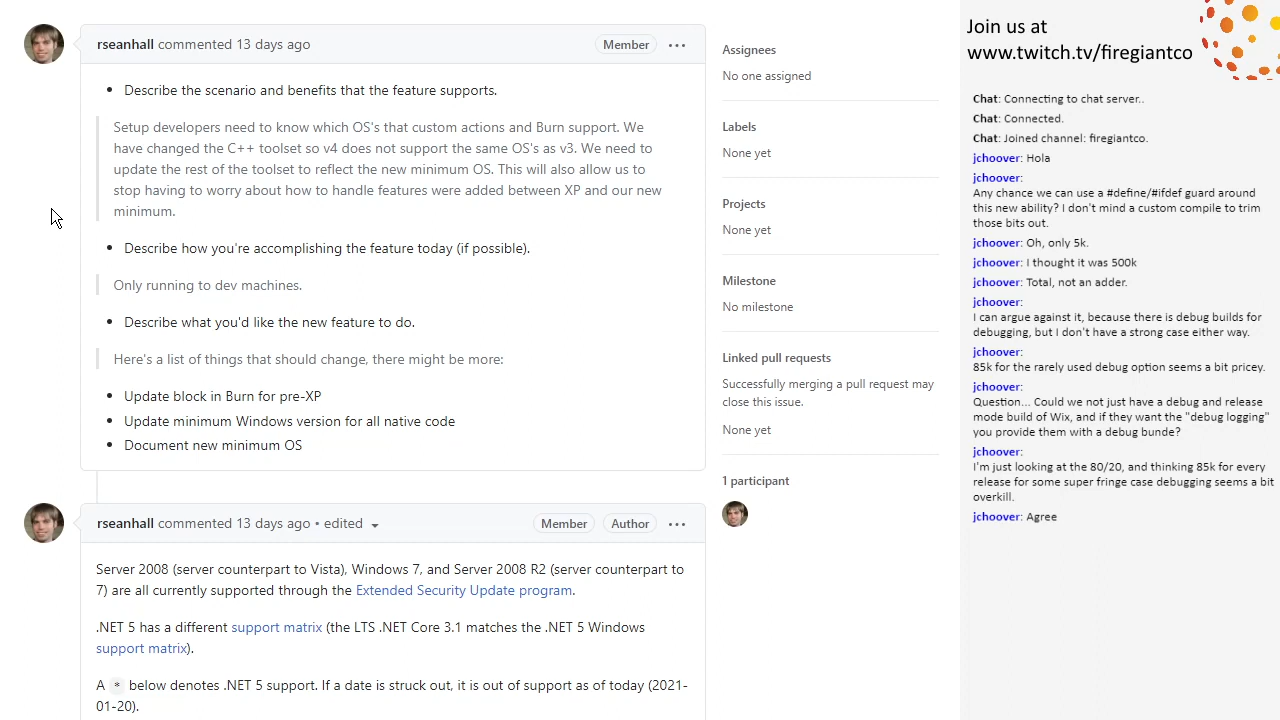 rseanhall commented 13 days ago
Member
Describe the scenario and benefits that the feature supports.
Setup developers need to know which OS's that custom actions and Burn support. We
have changed the C++ toolset so v4 does not support the same OS's as v3. We need to
update the rest of the toolset to reflect the new minimum OS. This will also allow us to
stop having to worry about how to handle features were added between XP and our new
minimum.
Describe how you're accomplishing the feature today (if possible).
Only running to dev machines.
Describe what you'd like the new feature to do.
Here's a list of things that should change, there might be more:
Update block in Burn for pre-XP
Update minimum Windows version for all native code
Document new minimum OS
rseanhall commented 13 days ago • edited
Member
Author
Server 2008 (server counterpart to Vista), Windows 7, and Server 2008 R2 (server counterpart to
7) are all currently supported through the Extended Security Update program.
.NET 5 has a different support matrix (the LTS .NET Core 3.1 matches the .NET 5 Windows
support matrix).
A * below denotes .NET 5 support. If a date is struck out, it is out of support as of today (2021-
01-20).
Assignees
No one assigned
Labels
None yet
Projects
None yet
Milestone
No milestone
Linked pull requests
Successfully merging a pull request may
close this issue.
None yet
1 participant
Join us at
www.twitch.tv/firegiantco
Chat: Connecting to chat server..
Chat: Connected.
Chat: Joined channel: firegiantco.
jchoover: Hola
jchoover:
Any chance we can use a #define/#ifdef guard around
this new ability? I don't mind a custom compile to trim
those bits out.
jchoover: Oh, only 5k.
jchoover: I thought it was 500k
jchoover: Total, not an adder.
jchoover:
I can argue against it, because there is debug builds for
debugging, but I don't have a strong case either way.
jchoover:
85k for the rarely used debug option seems a bit pricey.
jchoover:
Question... Could we not just have a debug and release
mode build of Wix, and if they want the "debug logging"
you provide them with a debug bunde?
jchoover:
I'm just looking at the 80/20, and thinking 85k for every
release for some super fringe case debugging seems a bit
overkill.
jchoover: Agree